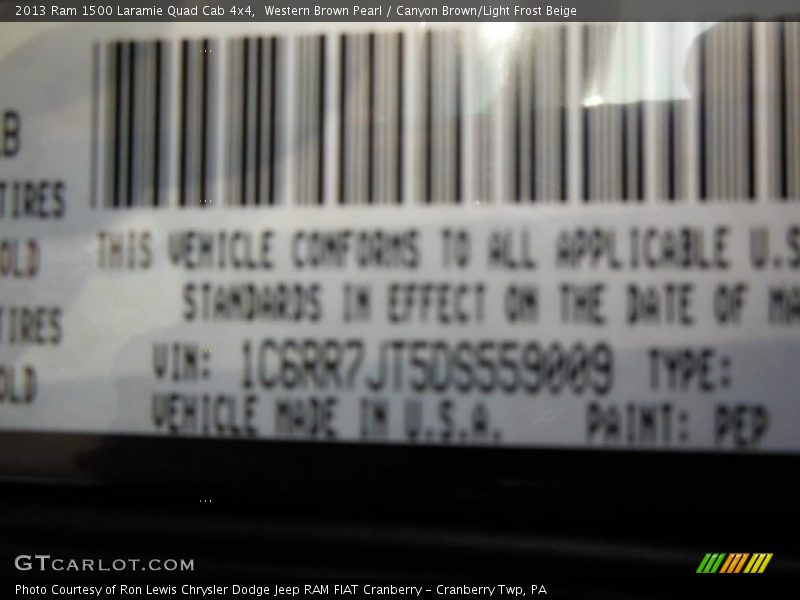 2013 Ram 1500 Laramie Quad Cab 4x4,  Western Brown Pearl / Canyon Brown/Light Frost Beige
B
TIRES
OLD
THIS VEHICLE CONFORMS TO ALL APPLICABLE U.S
STANDARDS IN EFFECT ON THE DATE OF MA
TIRES
OLD
VIN: 1C6RR7JT5DS559009 TYPE:
VEHICLE MADE IN U.S.A. PAINT: PEP
GTCARLOT.COM
Photo Courtesy of Ron Lewis Chrysler Dodge Jeep RAM FIAT Cranberry – Cranberry Twp, PA